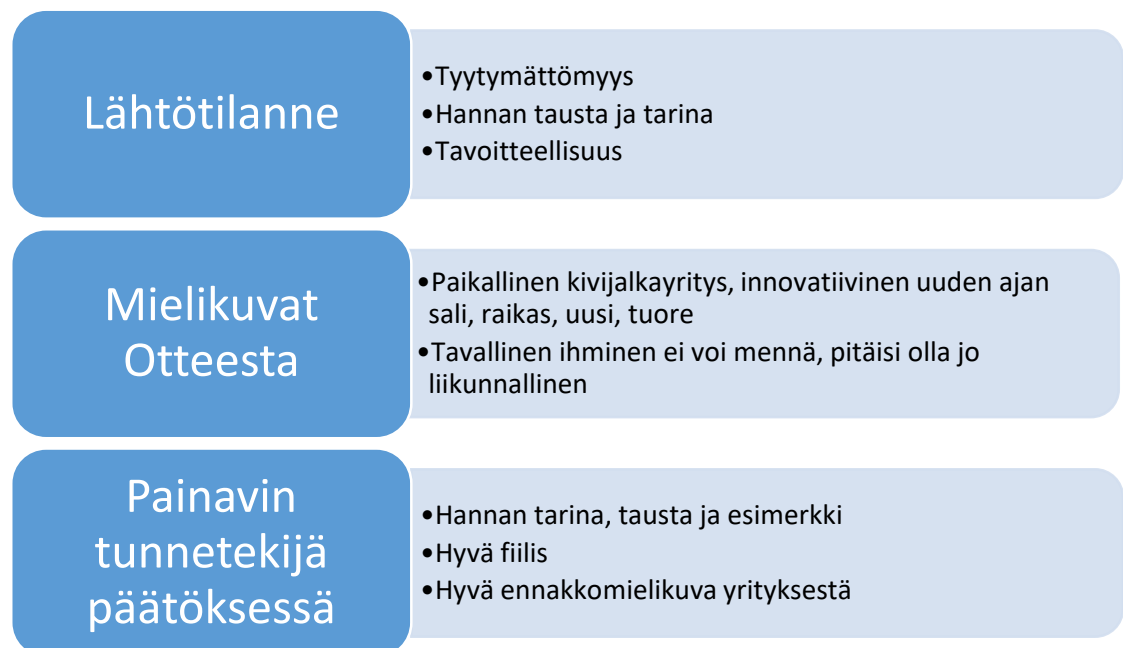 Lähtötilanne
•Tyytymättömyys
•Hannan tausta ja tarina
•Tavoitteellisuus
Mielikuvat
Otteesta
•Paikallinen kivijalkayritys, innovatiivinen uuden ajan
sali, raikas, uusi, tuore
•Tavallinen ihminen ei voi mennä, pitäisi olla jo
liikunnallinen
Painavin
tunnetekijä
päätöksessä
•Hannan tarina, tausta ja esimerkki
•Hyvä fiilis
•Hyvä ennakkomielikuva yrityksestä